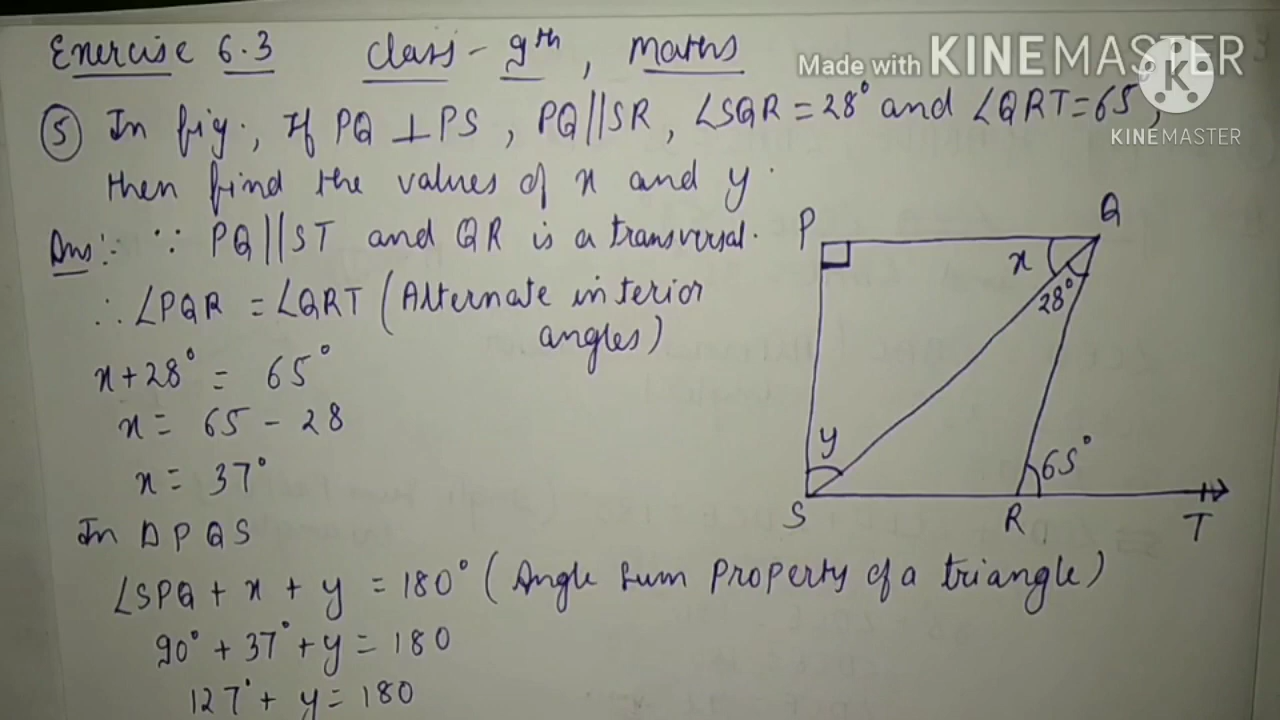 Exercise 6.3 Class - 9th, Maths
Made with KINEMASTER
K
KINEMASTER
(5) In fig., If PQ ⊥ PS, PQ||SR, ∠SQR = 28° and ∠QRT = 65°,
then find the values of x and y.
Ans:- ∵ PQ||ST and QR is a transversal.
∴ ∠PQR = ∠QRT (Alternate interior
angles)
x + 28° = 65°
x = 65 - 28
x = 37°
In ΔPQS
∠SPQ + x + y = 180° (Angle sum property of a triangle)
90° + 37° + y = 180
127° + y = 180
P
Q
x
28°
y
65°
S
R
T